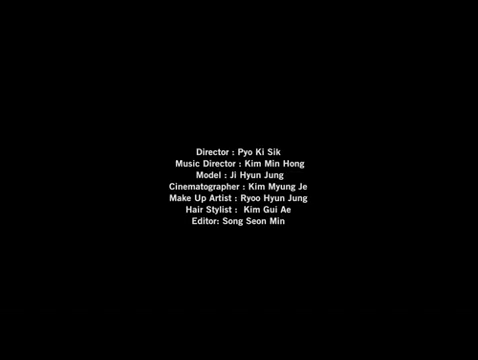 Director : Pyo Ki Sik
Music Director : Kim Min Hong
Model : Ji Hyun Jung
Cinematographer : Kim Myung Je
Make Up Artist : Ryoo Hyun Jung
Hair Stylist :  Kim Gui Ae
Editor: Song Seon Min